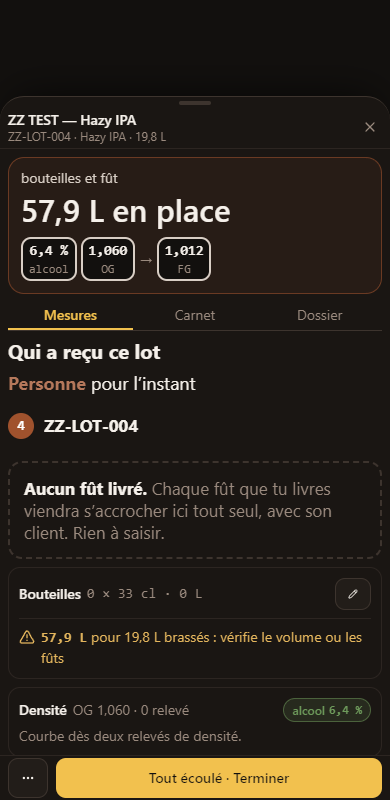 ZZ TEST — Hazy IPA
ZZ-LOT-004 · Hazy IPA · 19,8 L
bouteilles et fût
57,9 L en place
6,4 % 1,060 → 1,012
alcool OG FG
Mesures Carnet Dossier
Qui a reçu ce lot
Personne pour l’instant
4 ZZ-LOT-004
Aucun fût livré. Chaque fût que tu livres
viendra s’accrocher ici tout seul, avec son
client. Rien à saisir.
Bouteilles 0 × 33 cl · 0 L
57,9 L pour 19,8 L brassés : vérifie le volume ou les
fûts
Densité OG 1,060 · 0 relevé alcool 6,4 %
Courbe dès deux relevés de densité.
... Tout écoulé · Terminer